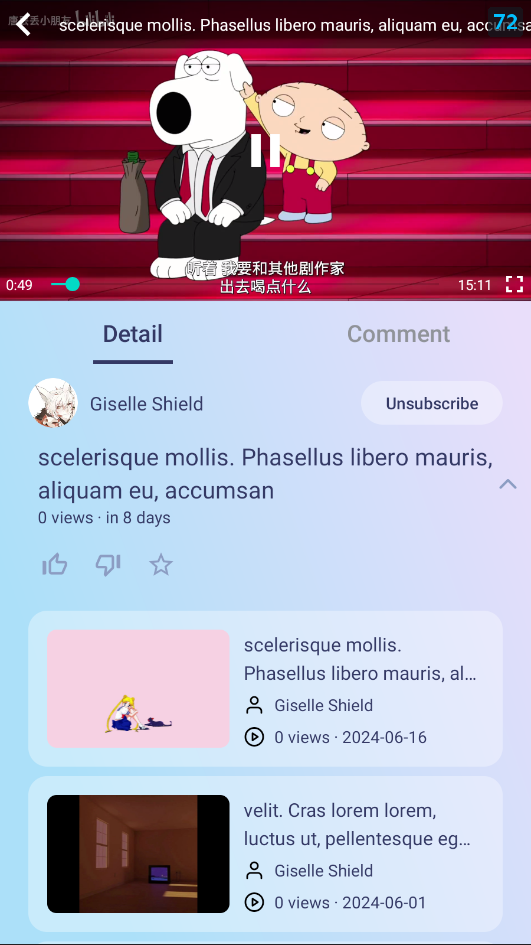 scelerisque mollis. Phasellus libero mauris, aliquam eu,
72
听着 我要和其他剧作家
出去喝点什么
0:49
15:11
Detail
Comment
Giselle Shield
Unsubscribe
scelerisque mollis. Phasellus libero mauris,
aliquam eu, accumsan
0 views · in 8 days
scelerisque mollis.
Phasellus libero mauris, al...
Giselle Shield
0 views · 2024-06-16
velit. Cras lorem lorem,
luctus ut, pellentesque eg...
Giselle Shield
0 views · 2024-06-01